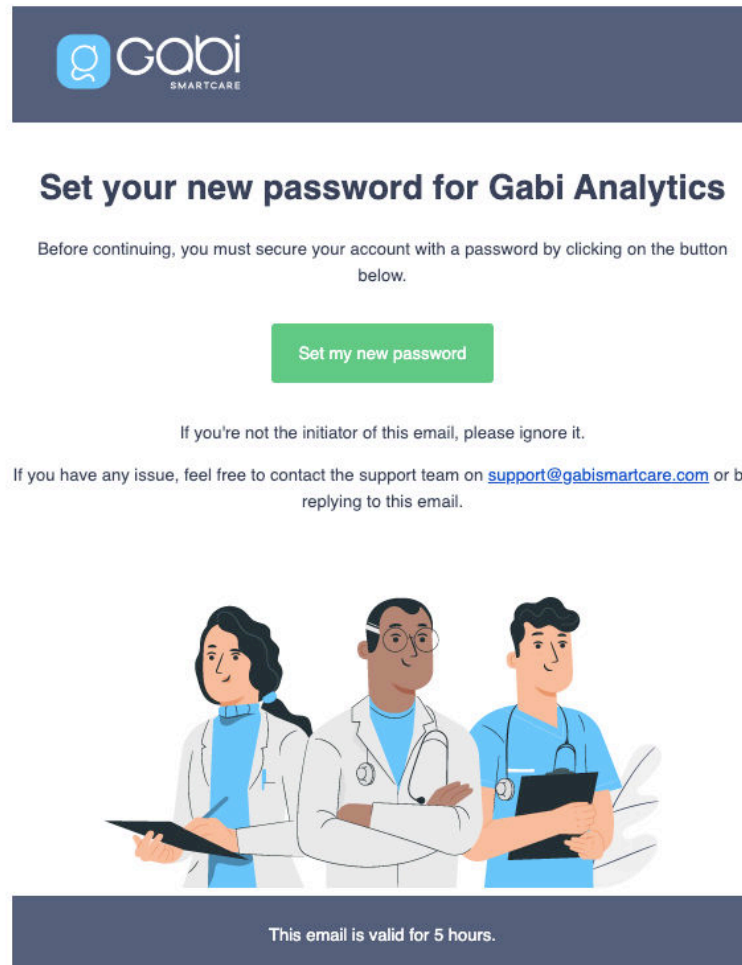 gabi
SMARTCARE
Set your new password for Gabi Analytics
Before continuing, you must secure your account with a password by clicking on the button
below.
Set my new password
If you're not the initiator of this email, please ignore it.
If you have any issue, feel free to contact the support team on support@gabismartcare.com or b
replying to this email.
This email is valid for 5 hours.